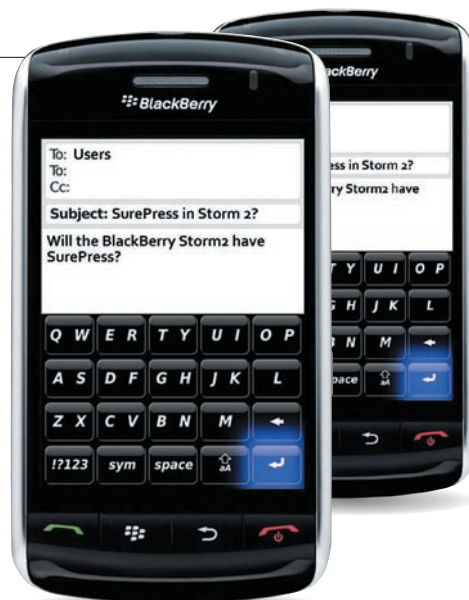 BlackBerry
To: Users
To:
Cc:
Subject: SurePress in Storm 2?
Will the BlackBerry Storm2 have
SurePress?
Q W E R T Y U I O P
A S D F G H J K L
Z X C V B N M
!?123 sym space aA
ackBerry
ess in Storm 2?
ry Storm2 have
Y U I O P
H J K L
N M
pace aA